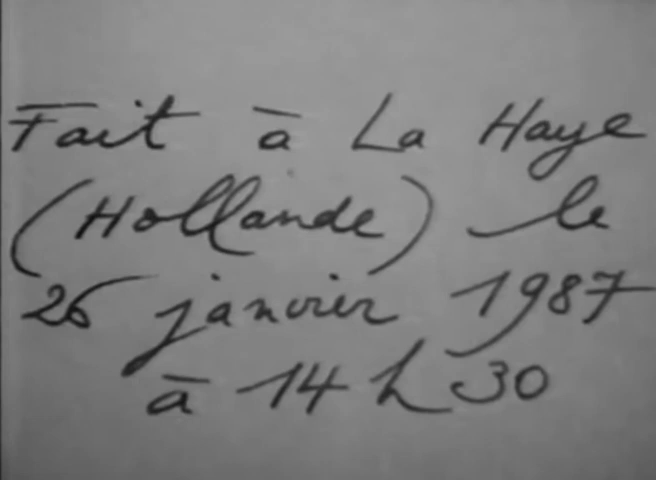 Fait à La Haye
(Hollande) le
26 janvier 1987
à 14 h 30